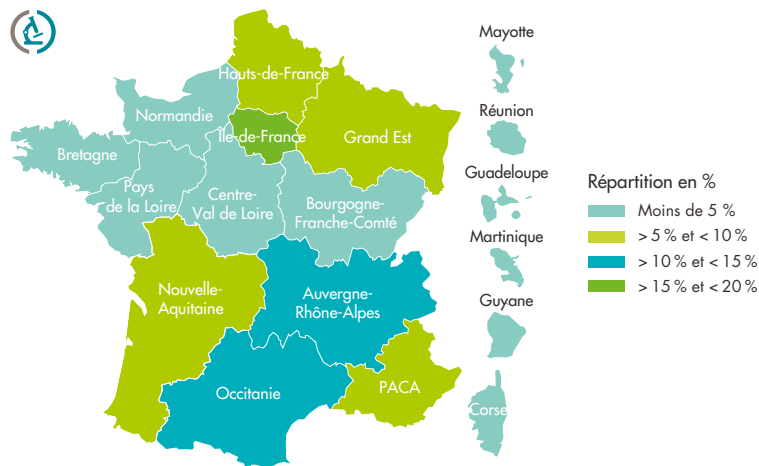 Mayotte
Hauts-de-France
Normandie
Réunion
Île-de-France
Grand Est
Bretagne
Guadeloupe
Pays
de la Loire
Centre-
Val de Loire
Bourgogne-
Franche-Comté
Martinique
Nouvelle-
Aquitaine
Auvergne-
Rhône-Alpes
Guyane
Occitanie
PACA
Corse
Répartition en %
Moins de 5 %
> 5 % et < 10 %
> 10 % et < 15 %
> 15 % et < 20 %